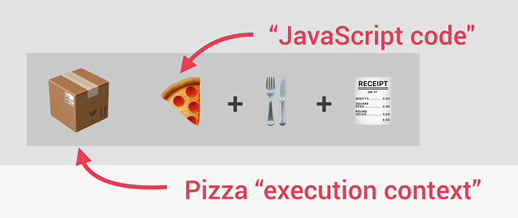 “JavaScript code"
RECEIPT
Pizza “execution context”